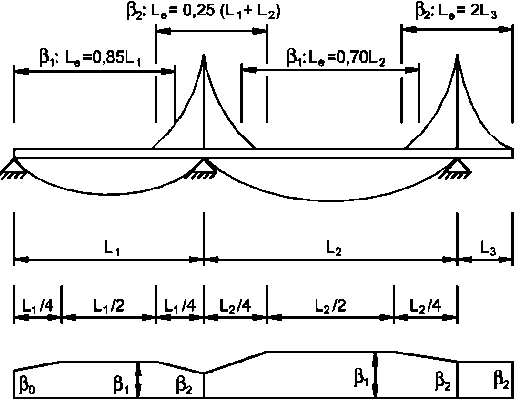 β₂: Lₑ= 0,25 (L₁+ L₂)
β₂: Lₑ = 2L₃
β₁: Lₑ=0,85L₁
β₁:Lₑ=0,70L₂
L₁
L₂
L₃
L₁/4
L₁/2
L₁/4
L₂/4
L₂/2
L₂/4
β₀
β₁
β₂
β₁
β₂
β₂